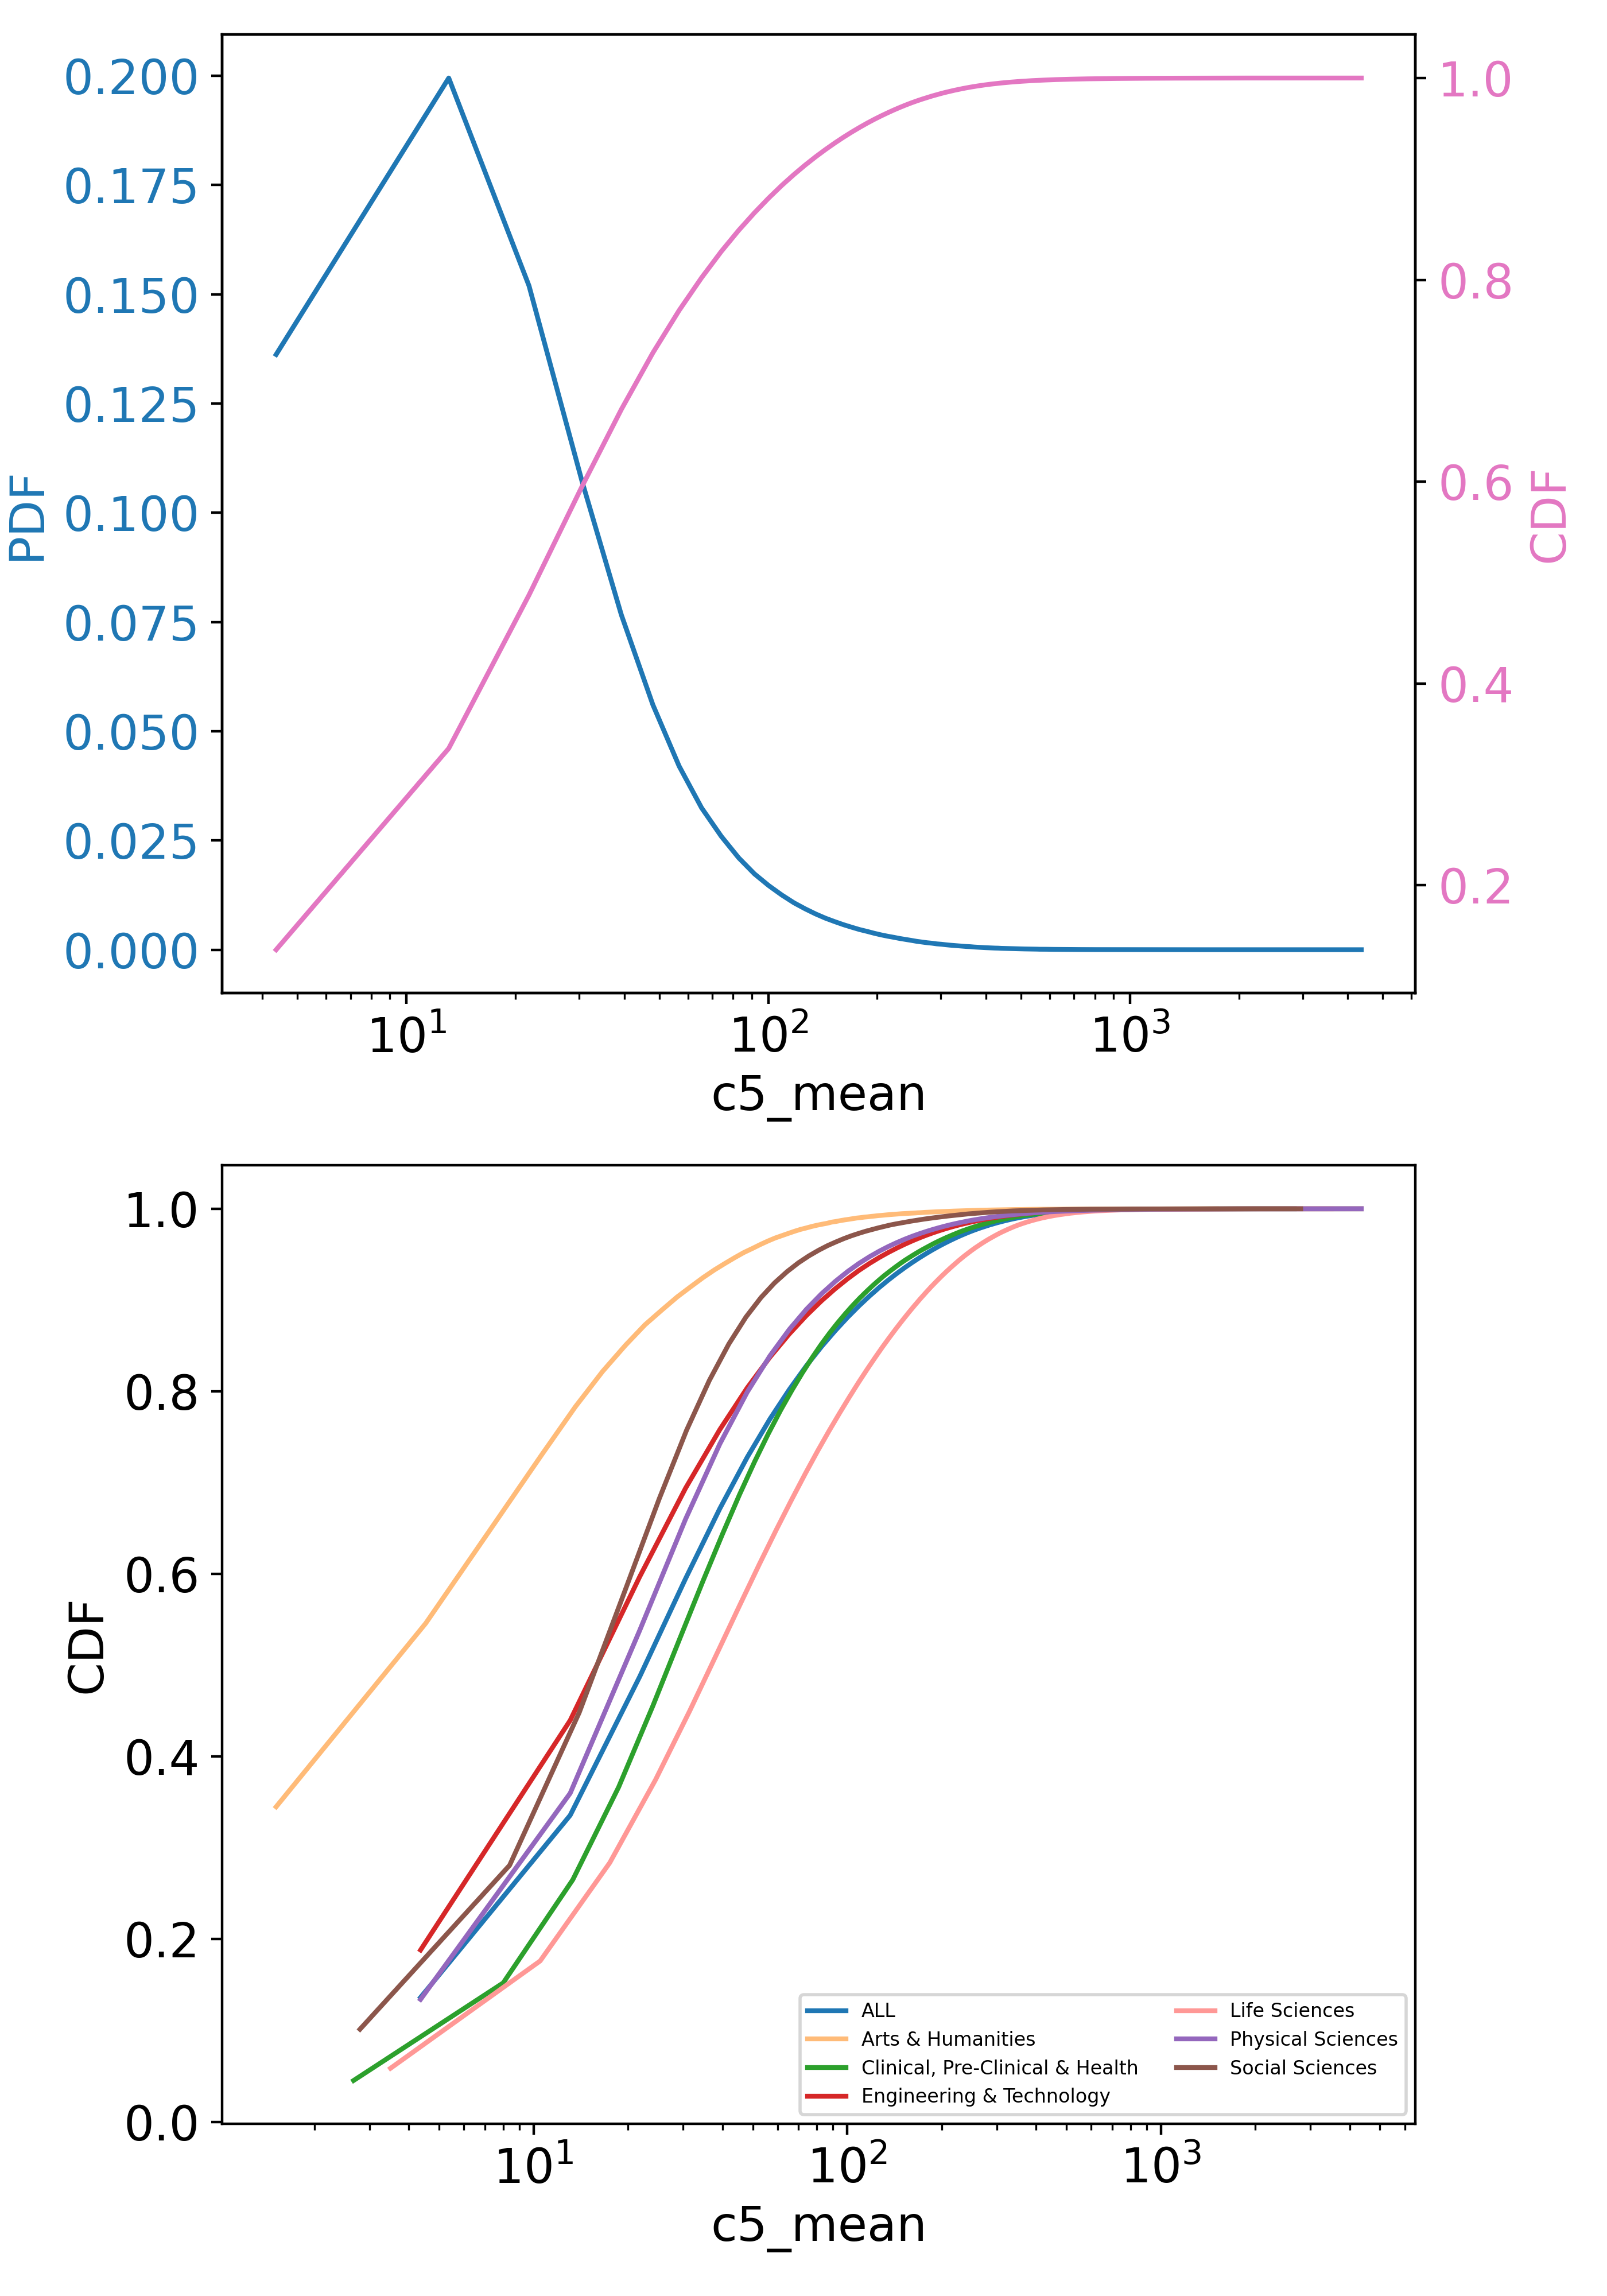 0.200
0.175
0.150
0.125
0.100
0.075
0.050
0.025
0.000
PDF
1.0
0.8
0.6
0.4
0.2
CDF
10¹ 10² 10³
c5_mean
1.0
0.8
0.6
0.4
0.2
0.0
CDF
ALL
Arts & Humanities
Clinical, Pre-Clinical & Health
Engineering & Technology
Life Sciences
Physical Sciences
Social Sciences
10¹ 10² 10³
c5_mean